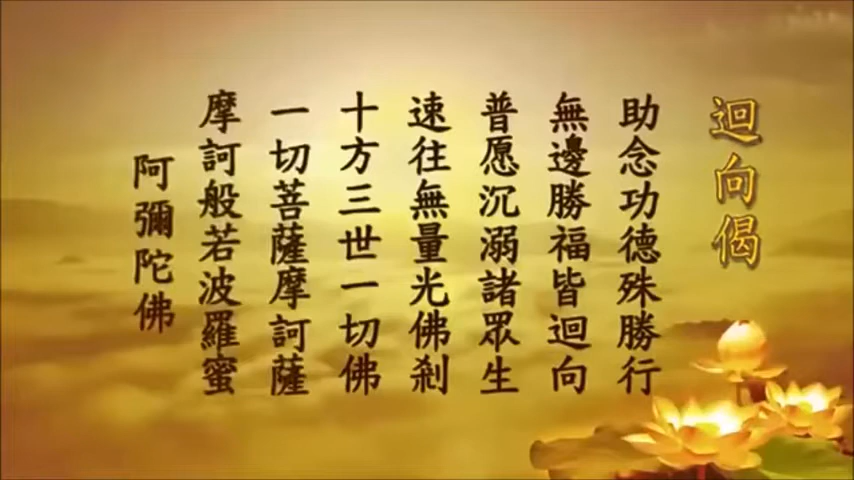 迴向偈
助念功德殊勝行
無邊勝福皆迴向
普愿沉溺諸眾生
速往無量光佛剎
十方三世一切佛
一切菩薩摩訶薩
摩訶般若波羅蜜
阿彌陀佛